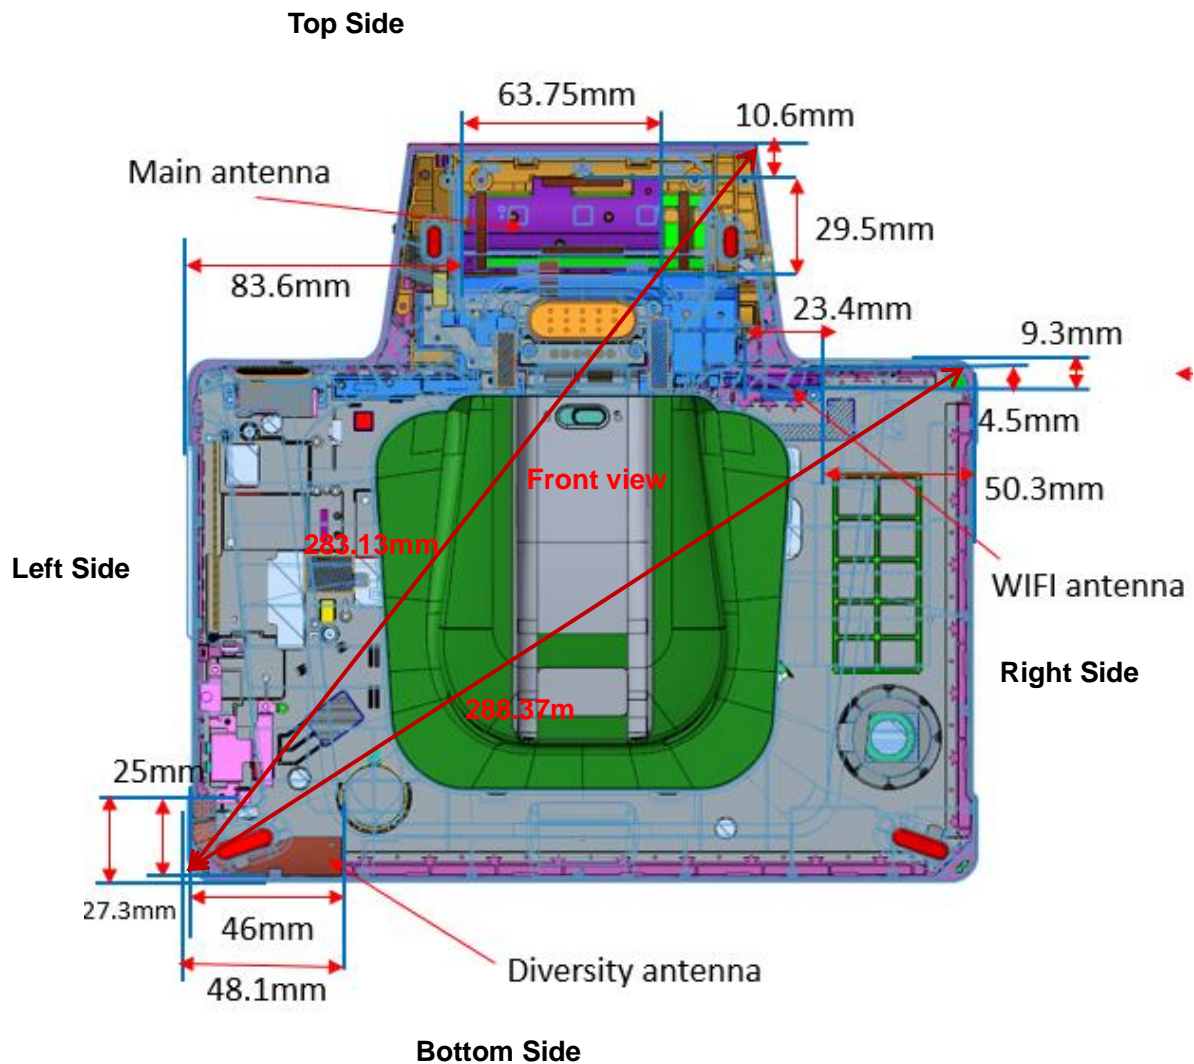 Top Side
63.75mm
10.6mm
Main antenna
29.5mm
83.6mm
23.4mm
9.3mm
4.5mm
Front view
50.3mm
283.13mm
Left Side
WIFI antenna
Right Side
288.37m
25mm
27.3mm
46mm
Diversity antenna
48.1mm
Bottom Side